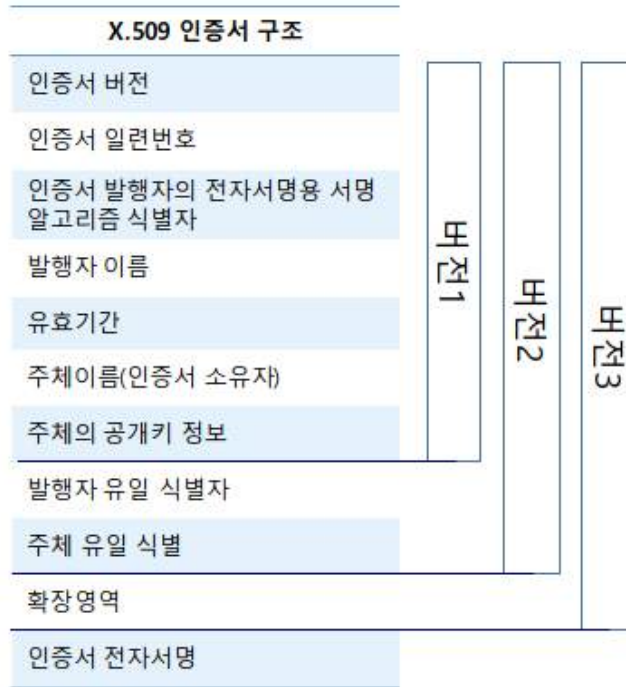 X.509 인증서 구조
인증서 버전
인증서 일련번호
인증서 발행자의 전자서명용 서명
알고리즘 식별자
발행자 이름
유효기간
주체이름(인증서 소유자)
주체의 공개키 정보
발행자 유일 식별자
주체 유일 식별
확장영역
인증서 전자서명
버전1
버전2
버전3